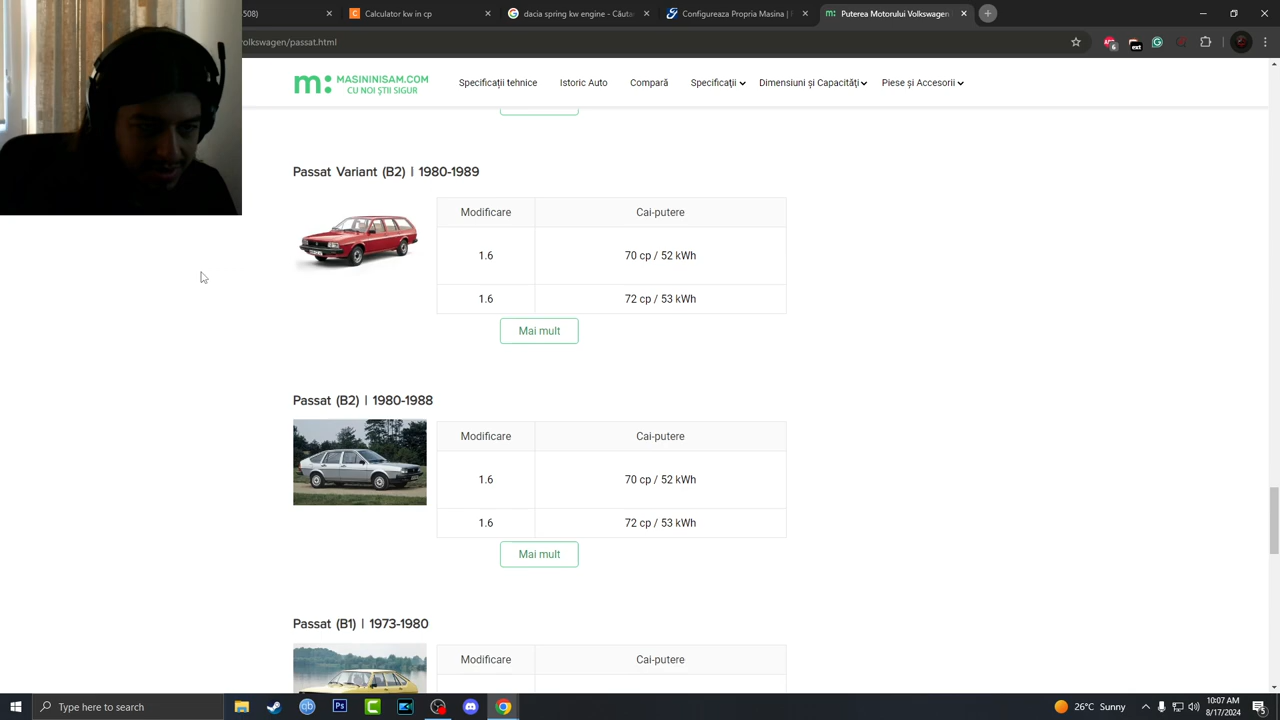 508)
Calculator kw in
dacia spring kw engine - Căuta
Configureaza Propria Masina |
Puterea Motorului Volkswagen
olkswagen/passat.html
m: MASININISAM.COM
CU NOI ȘTII SIGUR
Specificații tehnice
Istoric Auto
Compară
Specificații
Dimensiuni și Capacităţi
Piese și Accesorii
Passat Variant (B2) | 1980-1989
Modificare Cai-putere
1.6 70 cp / 52 kWh
1.6 72 cp / 53 kWh
Mai mult
Passat (B2) | 1980-1988
Modificare Cai-putere
1.6 70 cp / 52 kWh
1.6 72 cp / 53 kWh
Mai mult
Passat (B1) | 1973-1980
Modificare Cai-putere
Type here to search
26°C Sunny
10:07 AM
8/17/2024